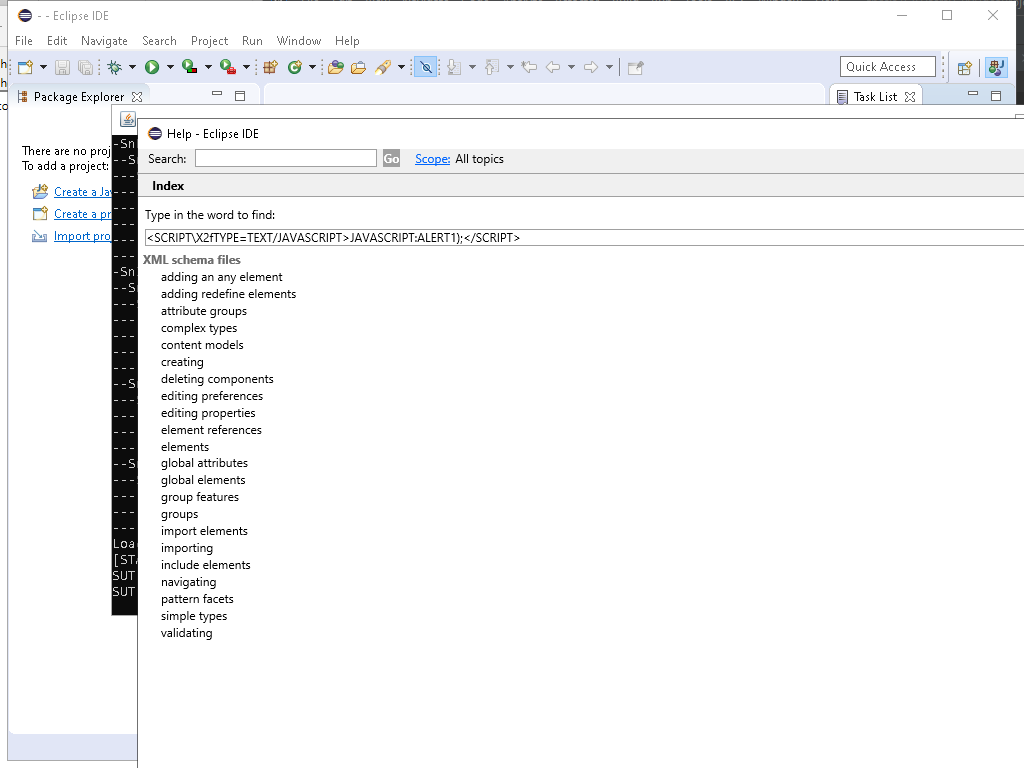 - - Eclipse IDE
File Edit Navigate Search Project Run Window Help
Quick Access
Package Explorer
Task List
There are no proj
To add a project:
Create a Ja
Create a pr
Import pro
-Sn
--S
-Sn
--S
--S
--S
Loa
[ST
SUT
SUT
Help - Eclipse IDE
Search:
Go
Scope: All topics
Index
Type in the word to find:
<SCRIPT\X2fTYPE=TEXT/JAVASCRIPT>JAVASCRIPT:ALERT1);</SCRIPT>
XML schema files
adding an any element
adding redefine elements
attribute groups
complex types
content models
creating
deleting components
editing preferences
editing properties
element references
elements
global attributes
global elements
group features
groups
import elements
importing
include elements
navigating
pattern facets
simple types
validating